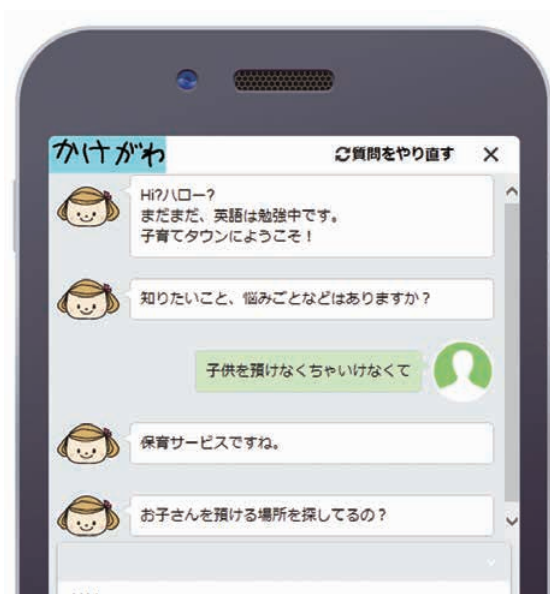 かけがわ
質問をやり直す
Hi?ハロー?
まだまだ、英語は勉強中です。
子育てタウンにようこそ！
知りたいこと、悩みごとなどはありますか？
子供を預けなくちゃいけなくて
保育サービスですね。
お子さんを預ける場所を探してるの？